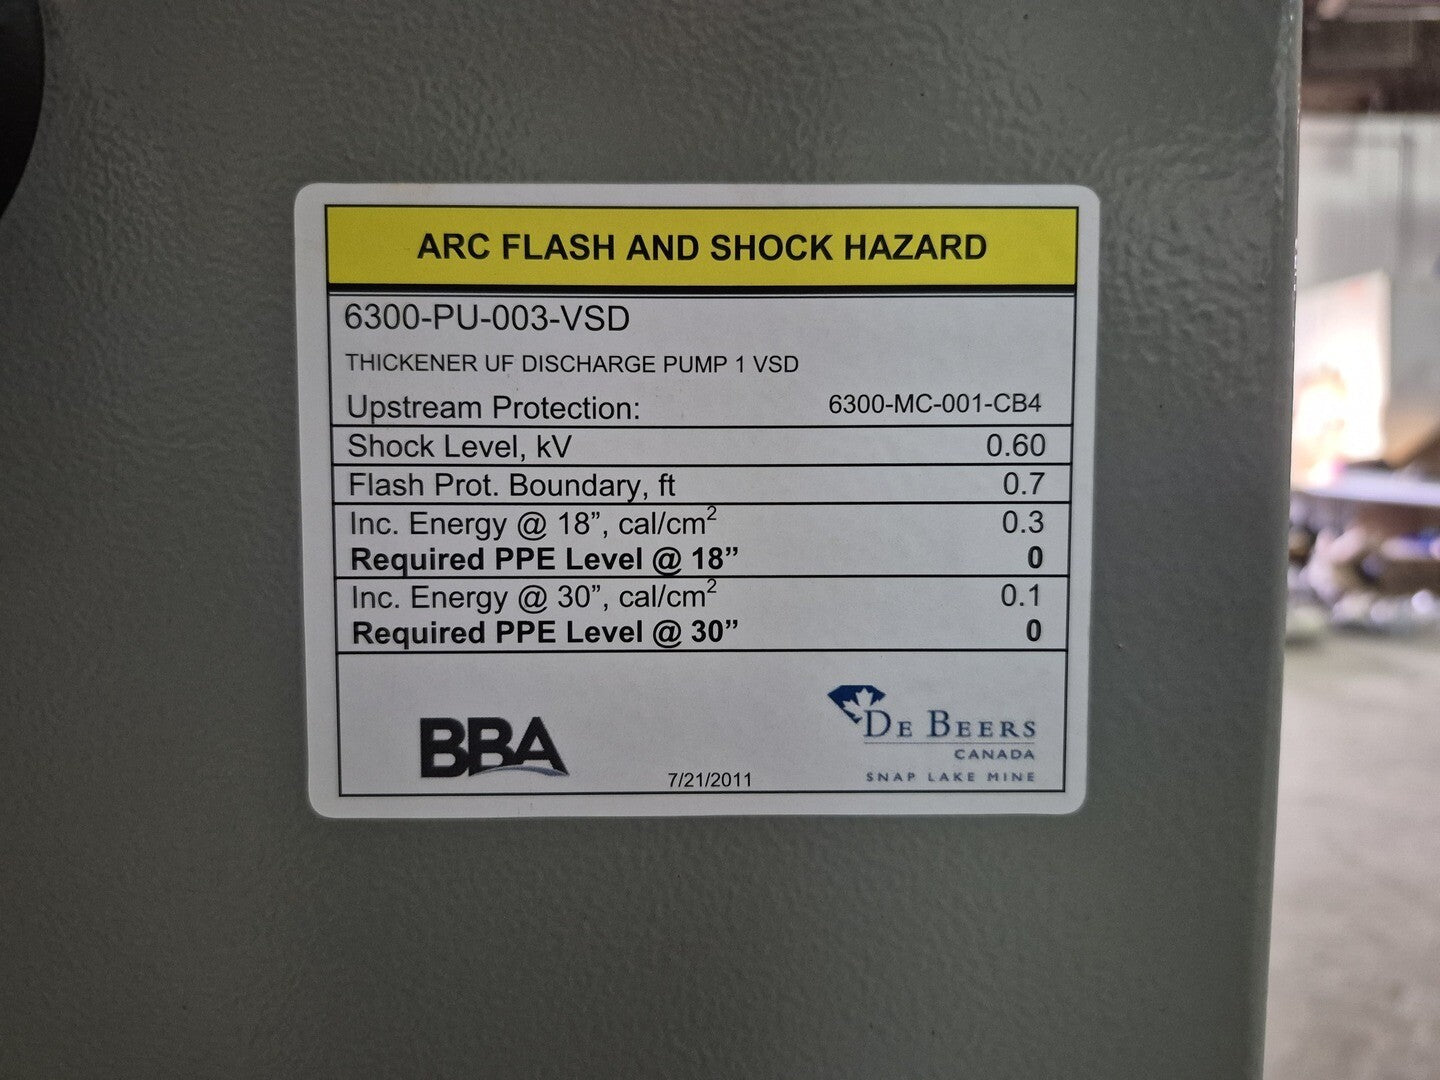 ARC FLASH AND SHOCK HAZARD
6300-PU-003-VSD
THICKENER UF DISCHARGE PUMP 1 VSD
Upstream Protection: 6300-MC-001-CB4
Shock Level, kV 0.60
Flash Prot. Boundary, ft 0.7
Inc. Energy @ 18”, cal/cm² 0.3
Required PPE Level @ 18” 0
Inc. Energy @ 30”, cal/cm² 0.1
Required PPE Level @ 30” 0
BBA
7/21/2011
DE BEERS
CANADA
SNAP LAKE MINE